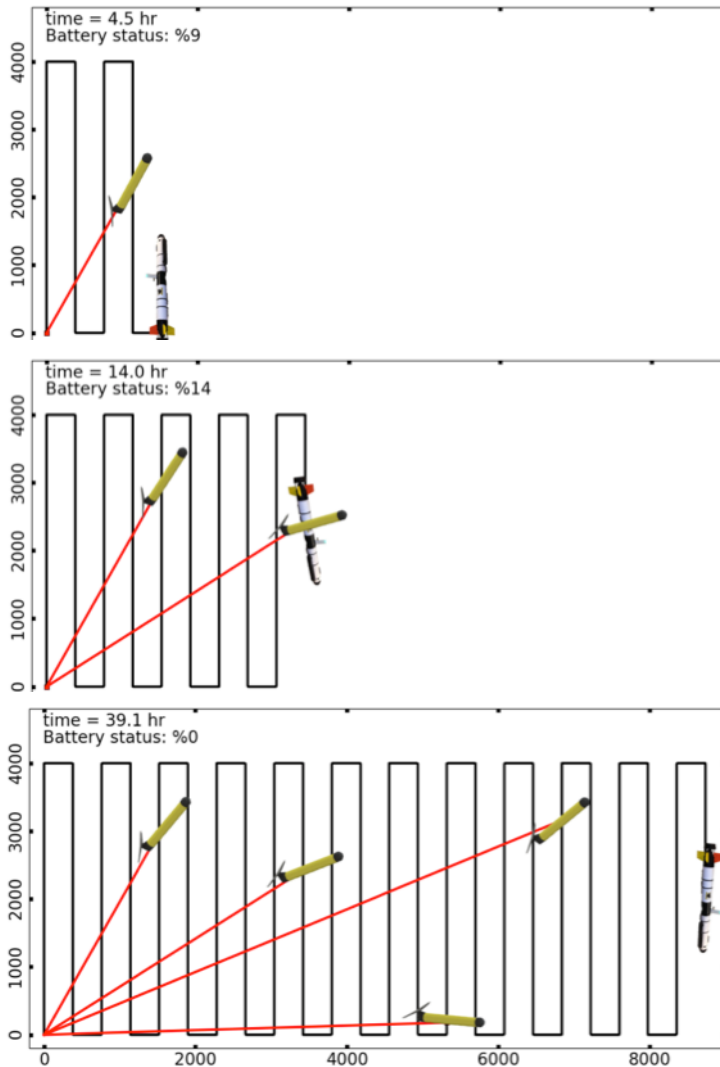 time = 4.5 hr
Battery status: %9
4000
3000
2000
1000
0
time = 14.0 hr
Battery status: %14
4000
3000
2000
1000
0
time = 39.1 hr
Battery status: %0
4000
3000
2000
1000
0
0 2000 4000 6000 8000